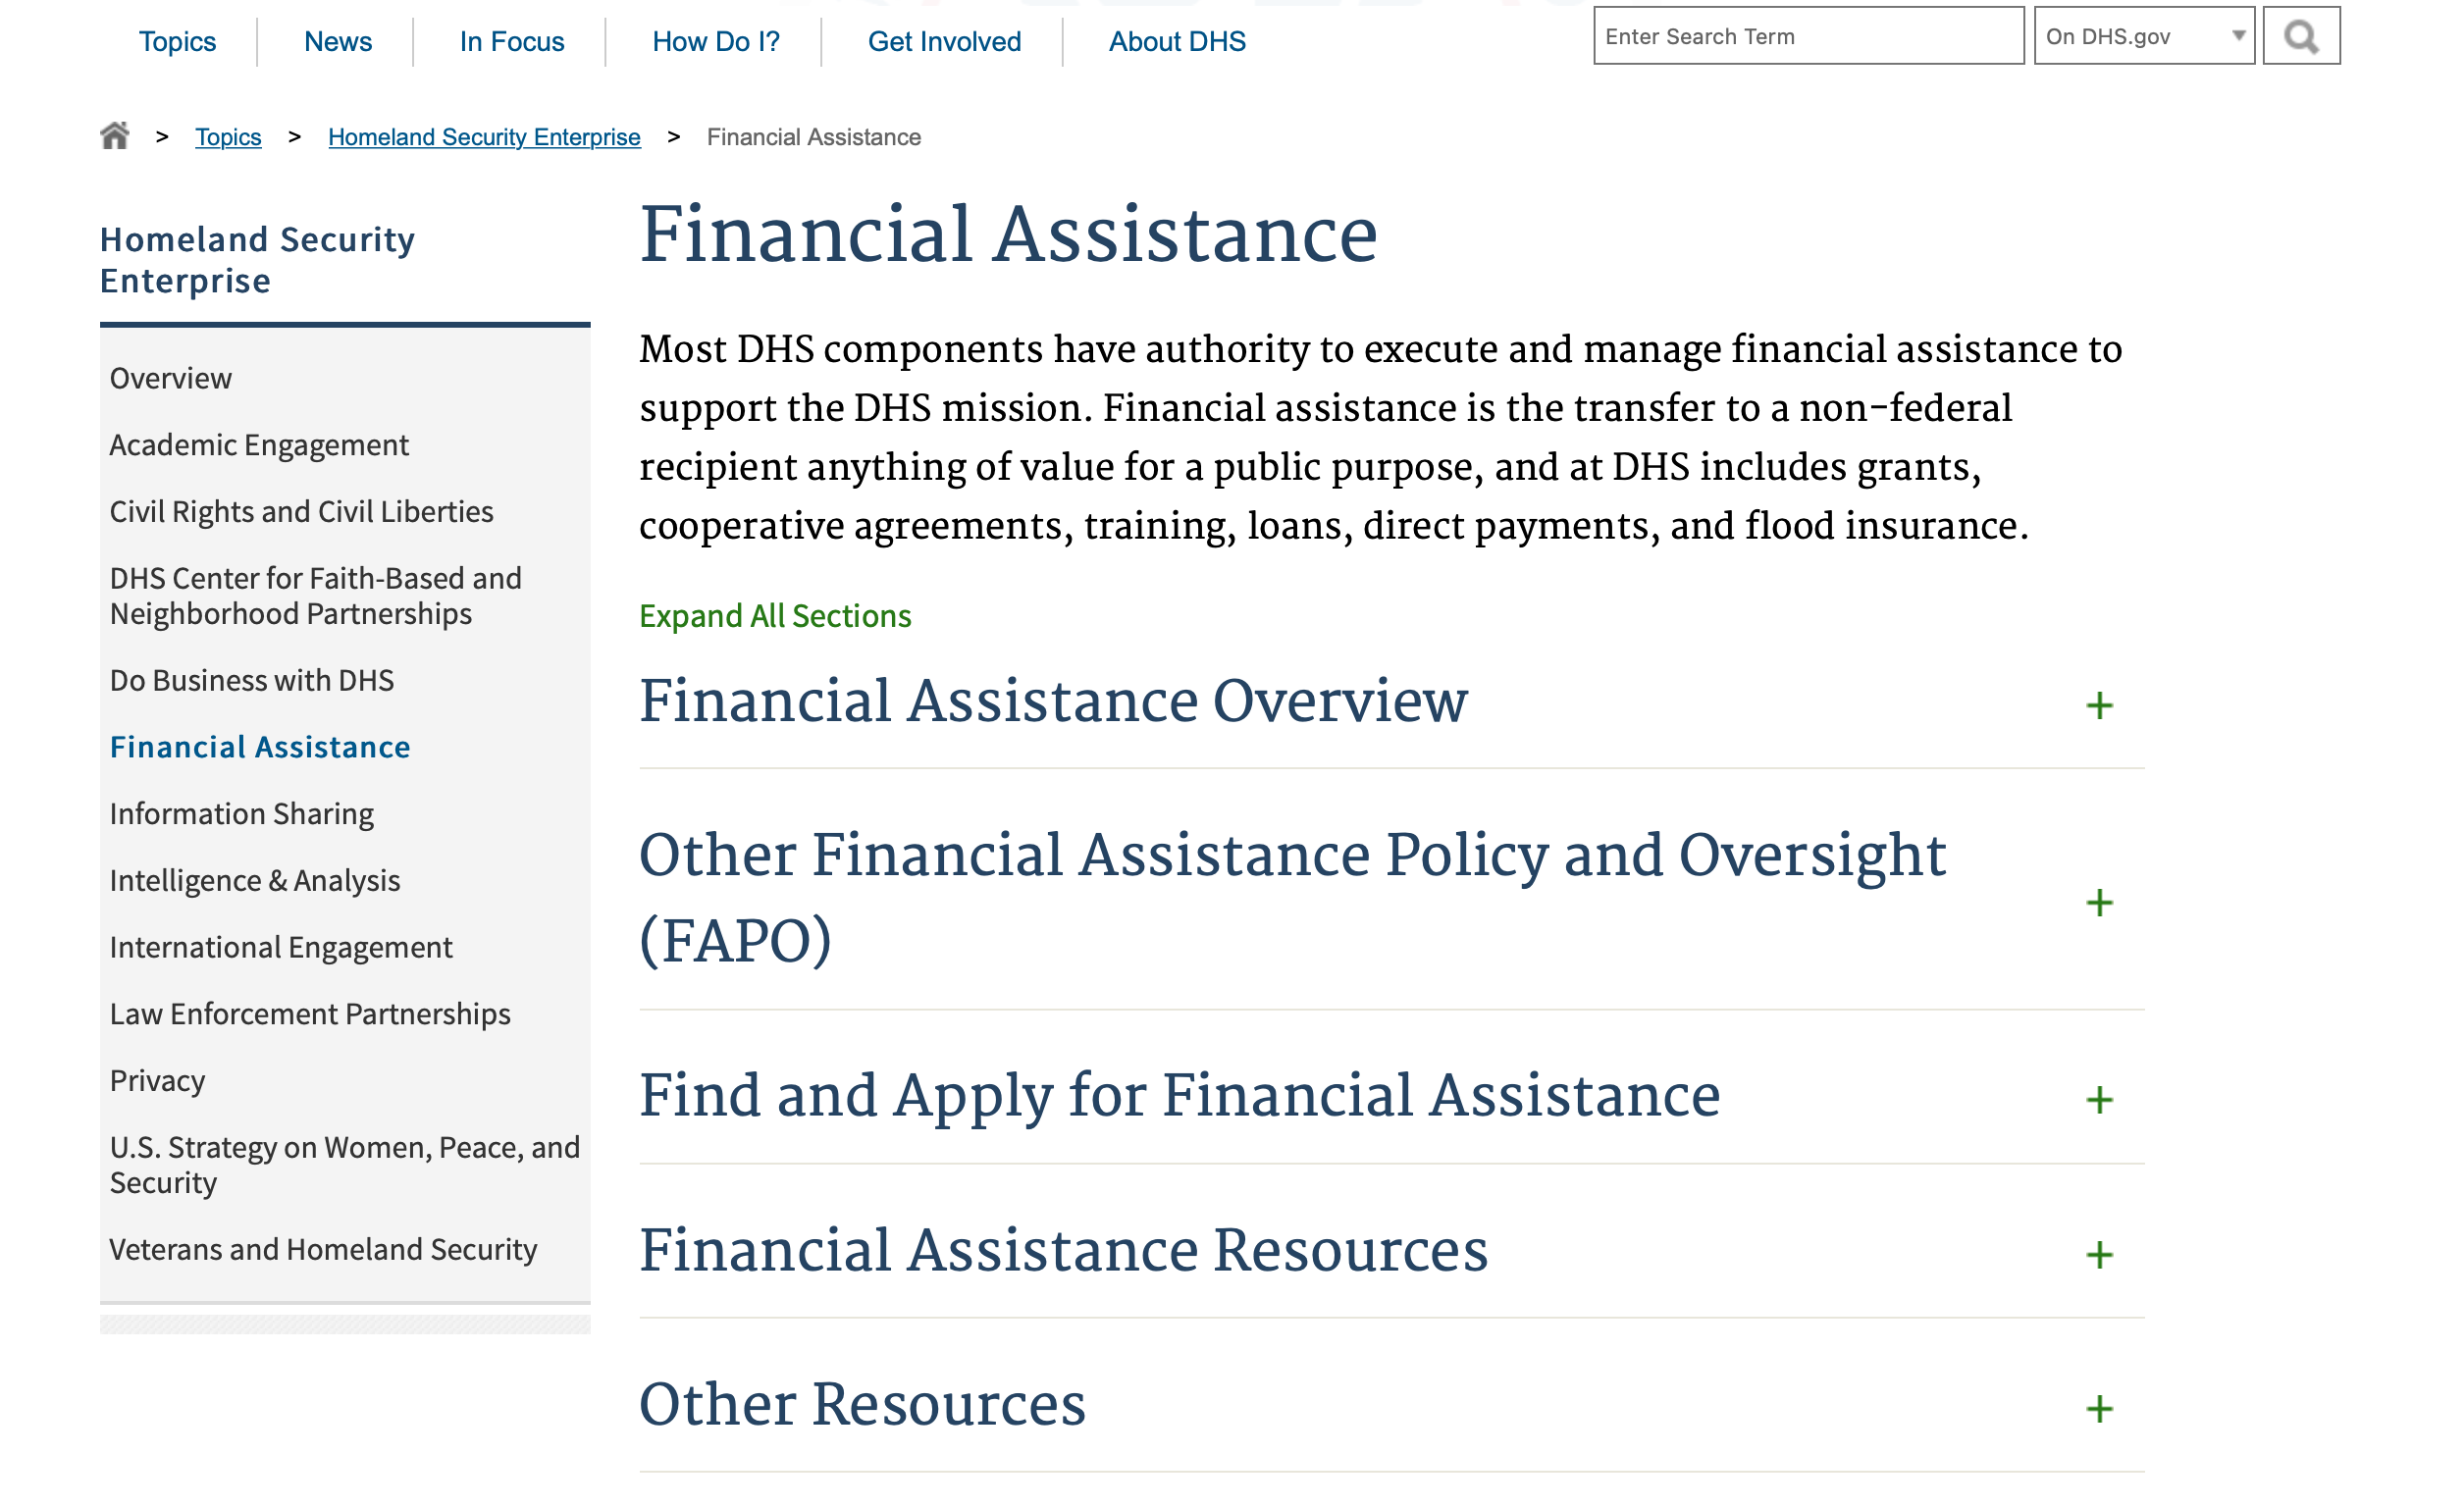 Topics
News
In Focus
How Do I?
Get Involved
About DHS
Enter Search Term
On DHS.gov
> Topics > Homeland Security Enterprise > Financial Assistance
Homeland Security
Enterprise
Overview
Academic Engagement
Civil Rights and Civil Liberties
DHS Center for Faith-Based and
Neighborhood Partnerships
Do Business with DHS
Financial Assistance
Information Sharing
Intelligence & Analysis
International Engagement
Law Enforcement Partnerships
Privacy
U.S. Strategy on Women, Peace, and
Security
Veterans and Homeland Security
Financial Assistance
Most DHS components have authority to execute and manage financial assistance to
support the DHS mission. Financial assistance is the transfer to a non-federal
recipient anything of value for a public purpose, and at DHS includes grants,
cooperative agreements, training, loans, direct payments, and flood insurance.
Expand All Sections
Financial Assistance Overview +
Other Financial Assistance Policy and Oversight
(FAPO) +
Find and Apply for Financial Assistance +
Financial Assistance Resources +
Other Resources +